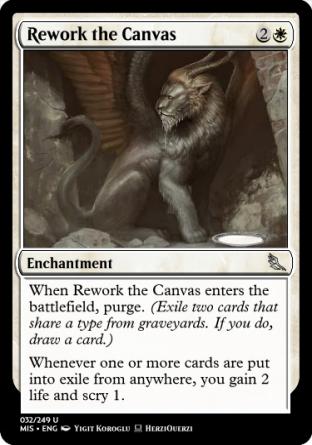 Rework the Canvas 2
Enchantment
When Rework the Canvas enters the
battlefield, purge. (Exile two cards that
share a type from graveyards. If you do,
draw a card.)
Whenever one or more cards are put
into exile from anywhere, you gain 2
life and scry 1.
032/249 U
MIS • ENG Yigit Koroglu HerziQuerzi